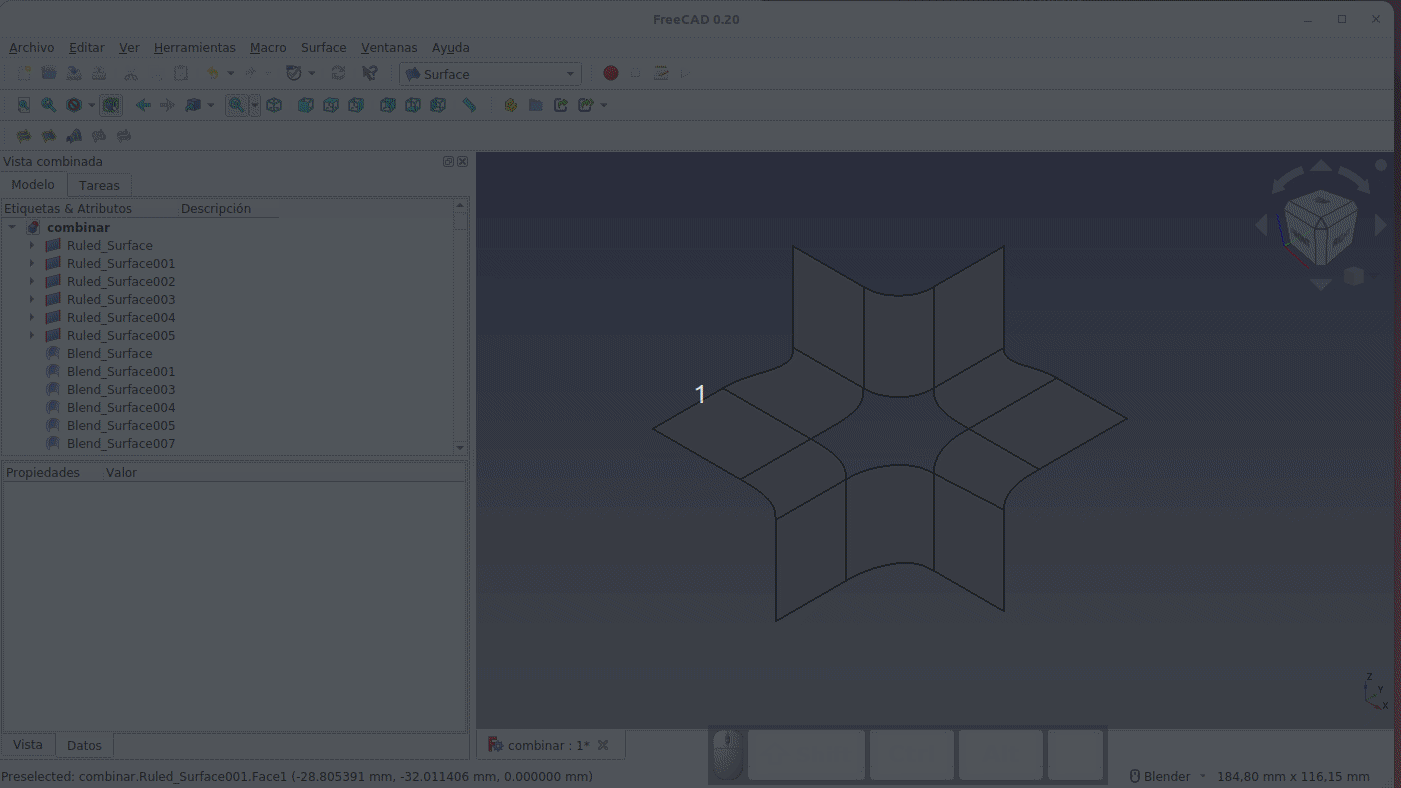 FreeCAD 0.20
Archivo Editar Ver Herramientas Macro Surface Ventanas Ayuda
Surface
Vista combinada
Modelo Tareas
Etiquetas & Atributos Descripción
combinar
Ruled_Surface
Ruled_Surface001
Ruled_Surface002
Ruled_Surface003
Ruled_Surface004
Ruled_Surface005
Blend_Surface
Blend_Surface001
Blend_Surface003
Blend_Surface004
Blend_Surface005
Blend_Surface007
1
Propiedades Valor
Z
Y
X
Vista Datos
combinar : 1*
Preselected: combinar.Ruled_Surface001.Face1 (-28.805391 mm, -32.011406 mm, 0.000000 mm)
Blender 184,80 mm x 116,15 mm